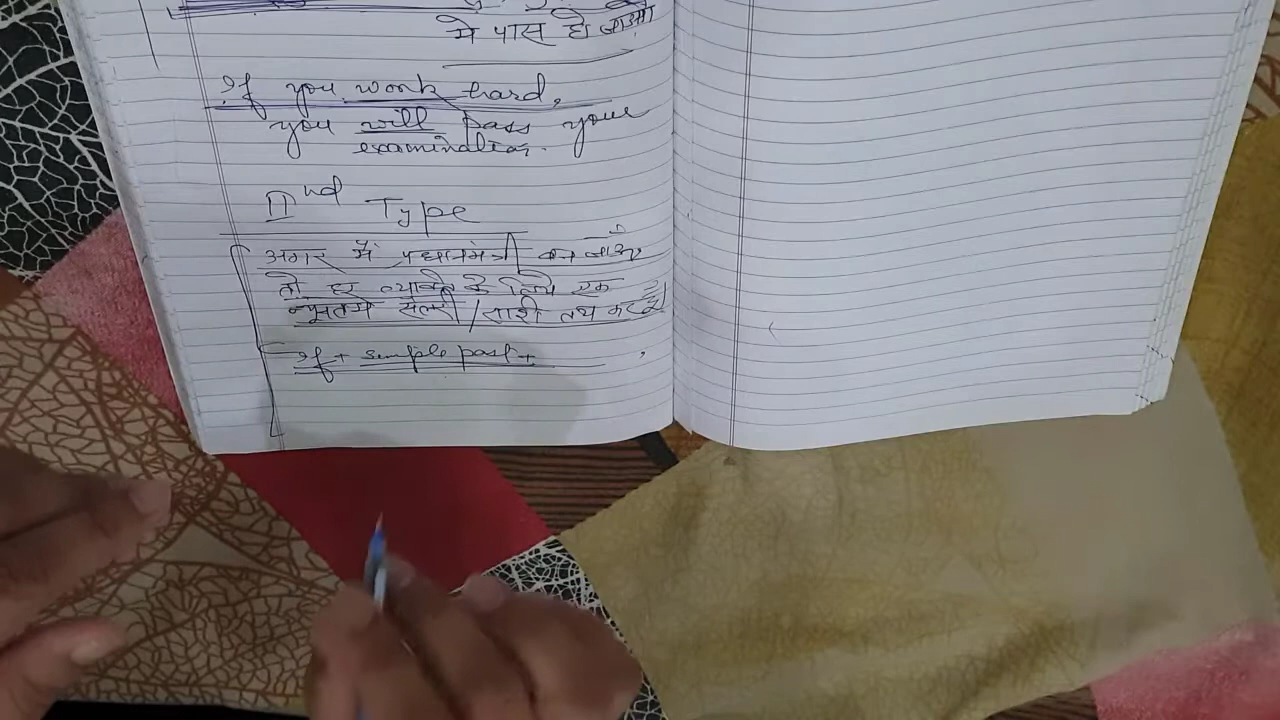 मे पास हो जाओगे
If you work hard,
you will pass your
examination.
IInd Type
अगर मैं प्रधानमंत्री बन जाऊँ
तो हर व्यक्ति के लिये एक
न्यूनतम सैलरी / राशी तय कर दूँ
If + simple past + ,